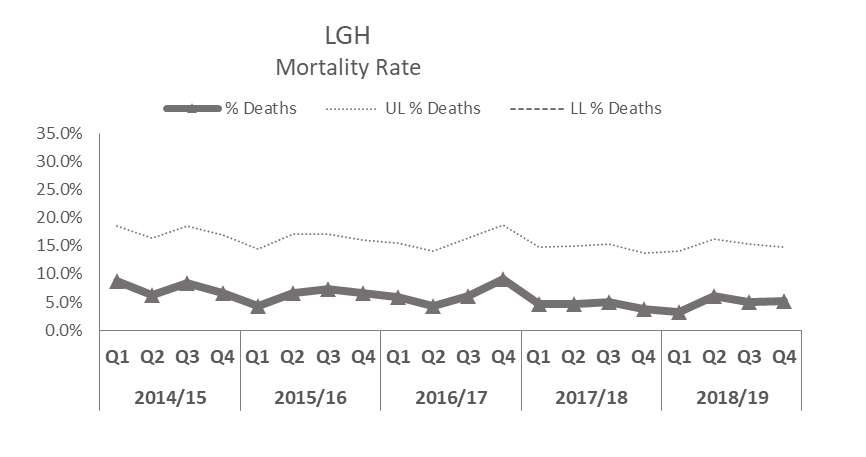 LGH
Mortality Rate
% Deaths UL % Deaths LL % Deaths
35.0%
30.0%
25.0%
20.0%
15.0%
10.0%
5.0%
0.0%
Q1 Q2 Q3 Q4 Q1 Q2 Q3 Q4 Q1 Q2 Q3 Q4 Q1 Q2 Q3 Q4 Q1 Q2 Q3 Q4
2014/15 2015/16 2016/17 2017/18 2018/19